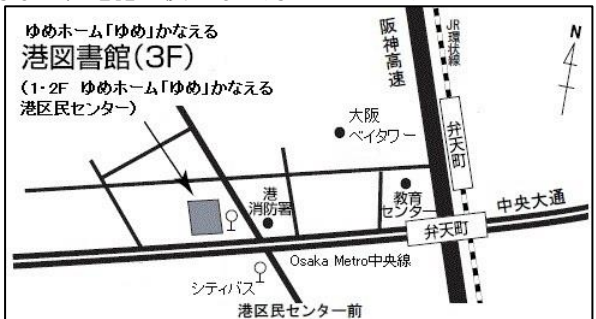 ゆめホーム「ゆめ」かなえる
港図書館(3F)
(1・2F ゆめホーム「ゆめ」かなえる
港区民センター)
阪神高速
JR環状線
N
大阪
ベイタワー
弁天町
港
消防署
教育
センター
中央大通
弁天町
Osaka Metro中央線
シティバス
港区民センター前